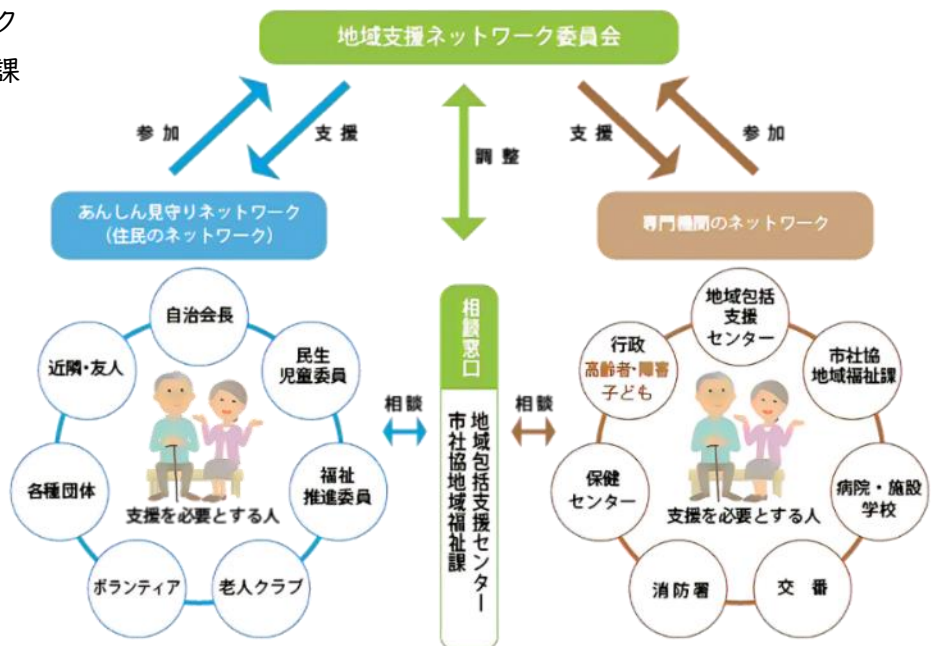 ク
課
地域支援ネットワーク委員会
参加
支援
調整
支援
参加
あんしん見守りネットワーク
(住民のネットワーク)
専門機関のネットワーク
自治会長
近隣・友人
民生
児童委員
各種団体
福祉
推進委員
支援を必要とする人
ボランティア
老人クラブ
相談
相談窓口
地域包括支援センター
市社協地域福祉課
相談
地域包括
支援
センター
行政
高齢者・障害
子ども
市社協
地域福祉課
保健
センター
病院・施設
学校
支援を必要とする人
消防署
交番